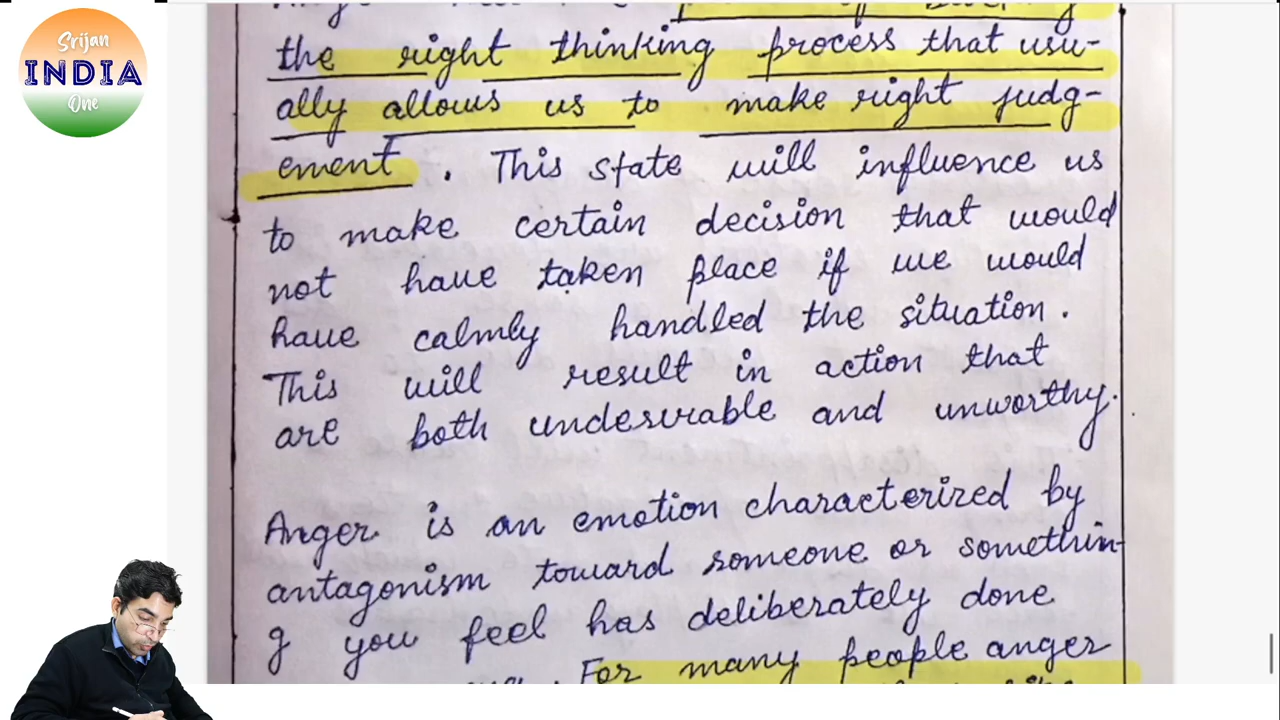 Srijan
INDIA
One
the right thinking process that usu-
ally allows us to make right judg-
ement. This state will influence us
to make certain decision that would
not have taken place if we would
have calmly handled the situation.
This will result in action that
are both undesirable and unworthy.
Anger is an emotion characterized by
antagonism toward someone or somethin-
g you feel has deliberately done
For many people anger